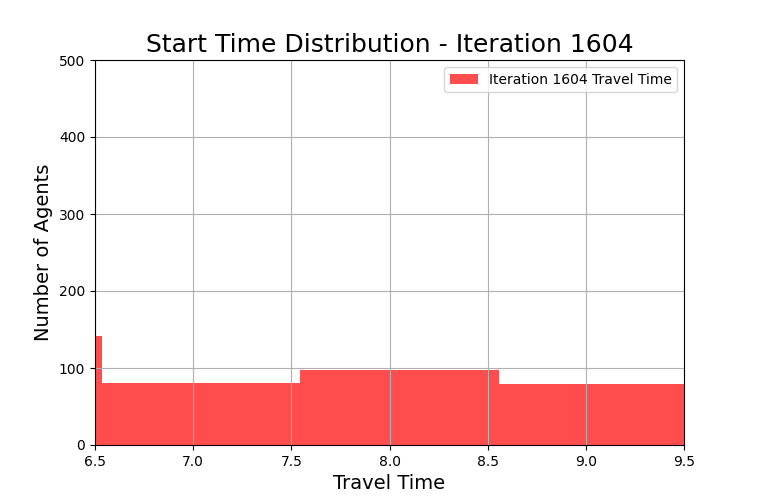 Start Time Distribution - Iteration 1604
500
400
300
200
100
0
Number of Agents
Iteration 1604 Travel Time
6.5 7.0 7.5 8.0 8.5 9.0 9.5
Travel Time